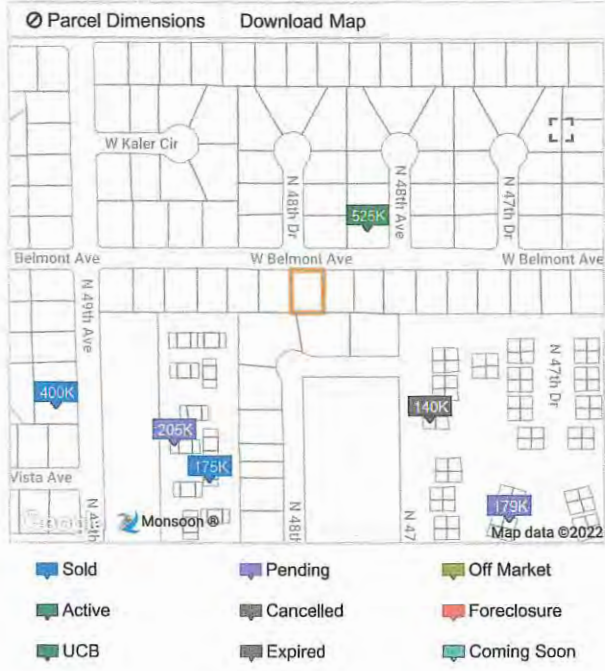 Parcel Dimensions Download Map
W Kaler Cir
N 48th Dr
N 48th Ave
N 47th Dr
525K
Belmont Ave
W Belmont Ave
W Belmont Ave
N 49th Ave
N 47th Dr
400K
140K
205K
175K
Vista Ave
179K
N 48th
N 47
Google
Monsoon ®
Map data ©2022
Sold
Pending
Off Market
Active
Cancelled
Foreclosure
UCB
Expired
Coming Soon